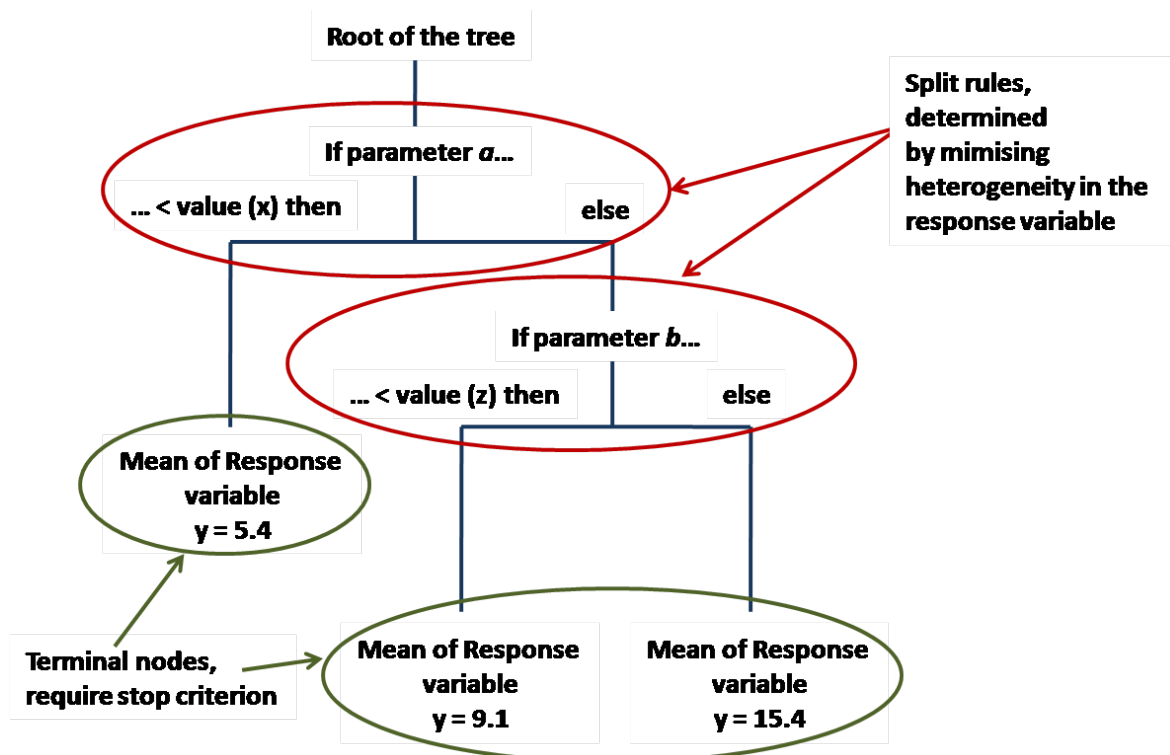 Root of the tree
If parameter a...
... < value (x) then
else
Split rules,
determined
by mimising
heterogeneity in the
response variable
If parameter b...
... < value (z) then
else
Mean of Response
variable
y = 5.4
Terminal nodes,
require stop criterion
Mean of Response
variable
y = 9.1
Mean of Response
variable
y = 15.4